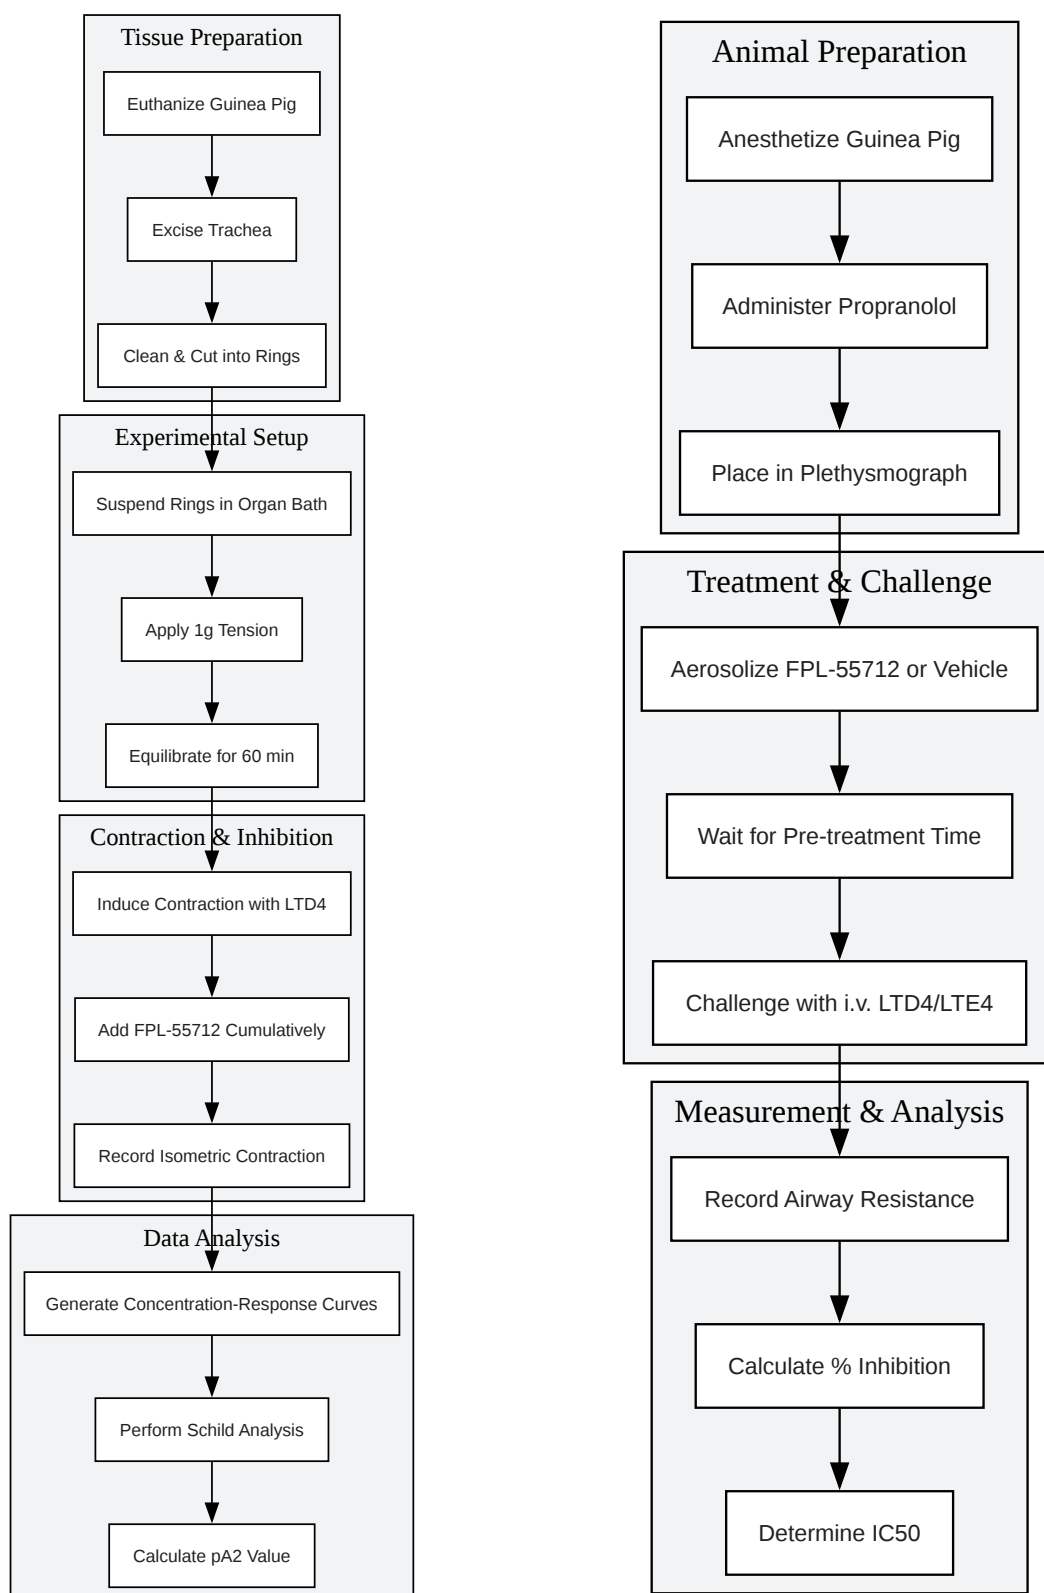 Tissue Preparation
Euthanize Guinea Pig
Excise Trachea
Clean & Cut into Rings
Experimental Setup
Suspend Rings in Organ Bath
Apply 1g Tension
Equilibrate for 60 min
Contraction & Inhibition
Induce Contraction with LTD4
Add FPL-55712 Cumulatively
Record Isometric Contraction
Data Analysis
Generate Concentration-Response Curves
Perform Schild Analysis
Calculate pA2 Value
Animal Preparation
Anesthetize Guinea Pig
Administer Propranolol
Place in Plethysmograph
Treatment & Challenge
Aerosolize FPL-55712 or Vehicle
Wait for Pre-treatment Time
Challenge with i.v. LTD4/LTE4
Measurement & Analysis
Record Airway Resistance
Calculate % Inhibition
Determine IC50